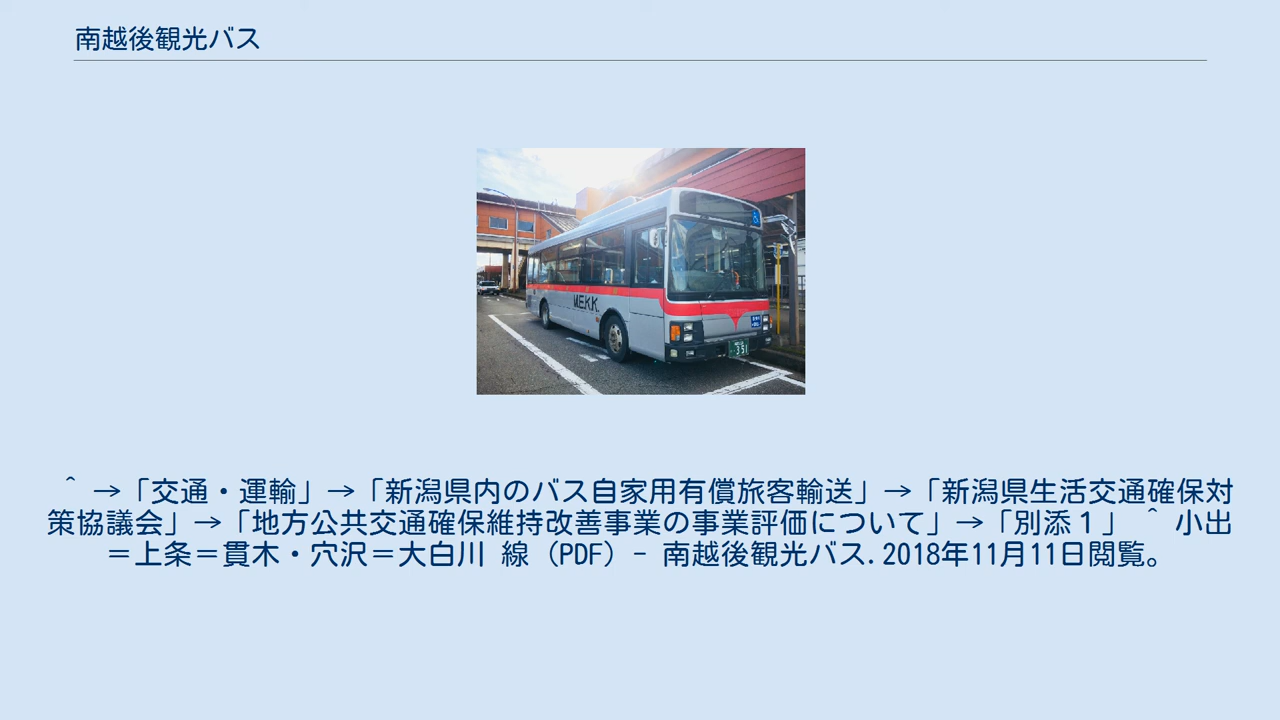 南越後観光バス
M.E.K.K.
351
＾ →「交通・運輸」→「新潟県内のバス自家用有償旅客輸送」→「新潟県生活交通確保対
策協議会」→「地方公共交通確保維持改善事業の事業評価について」→「別添１」 ＾ 小出
＝上条＝貫木・穴沢＝大白川 線（PDF）- 南越後観光バス. 2018年11月11日閲覧。